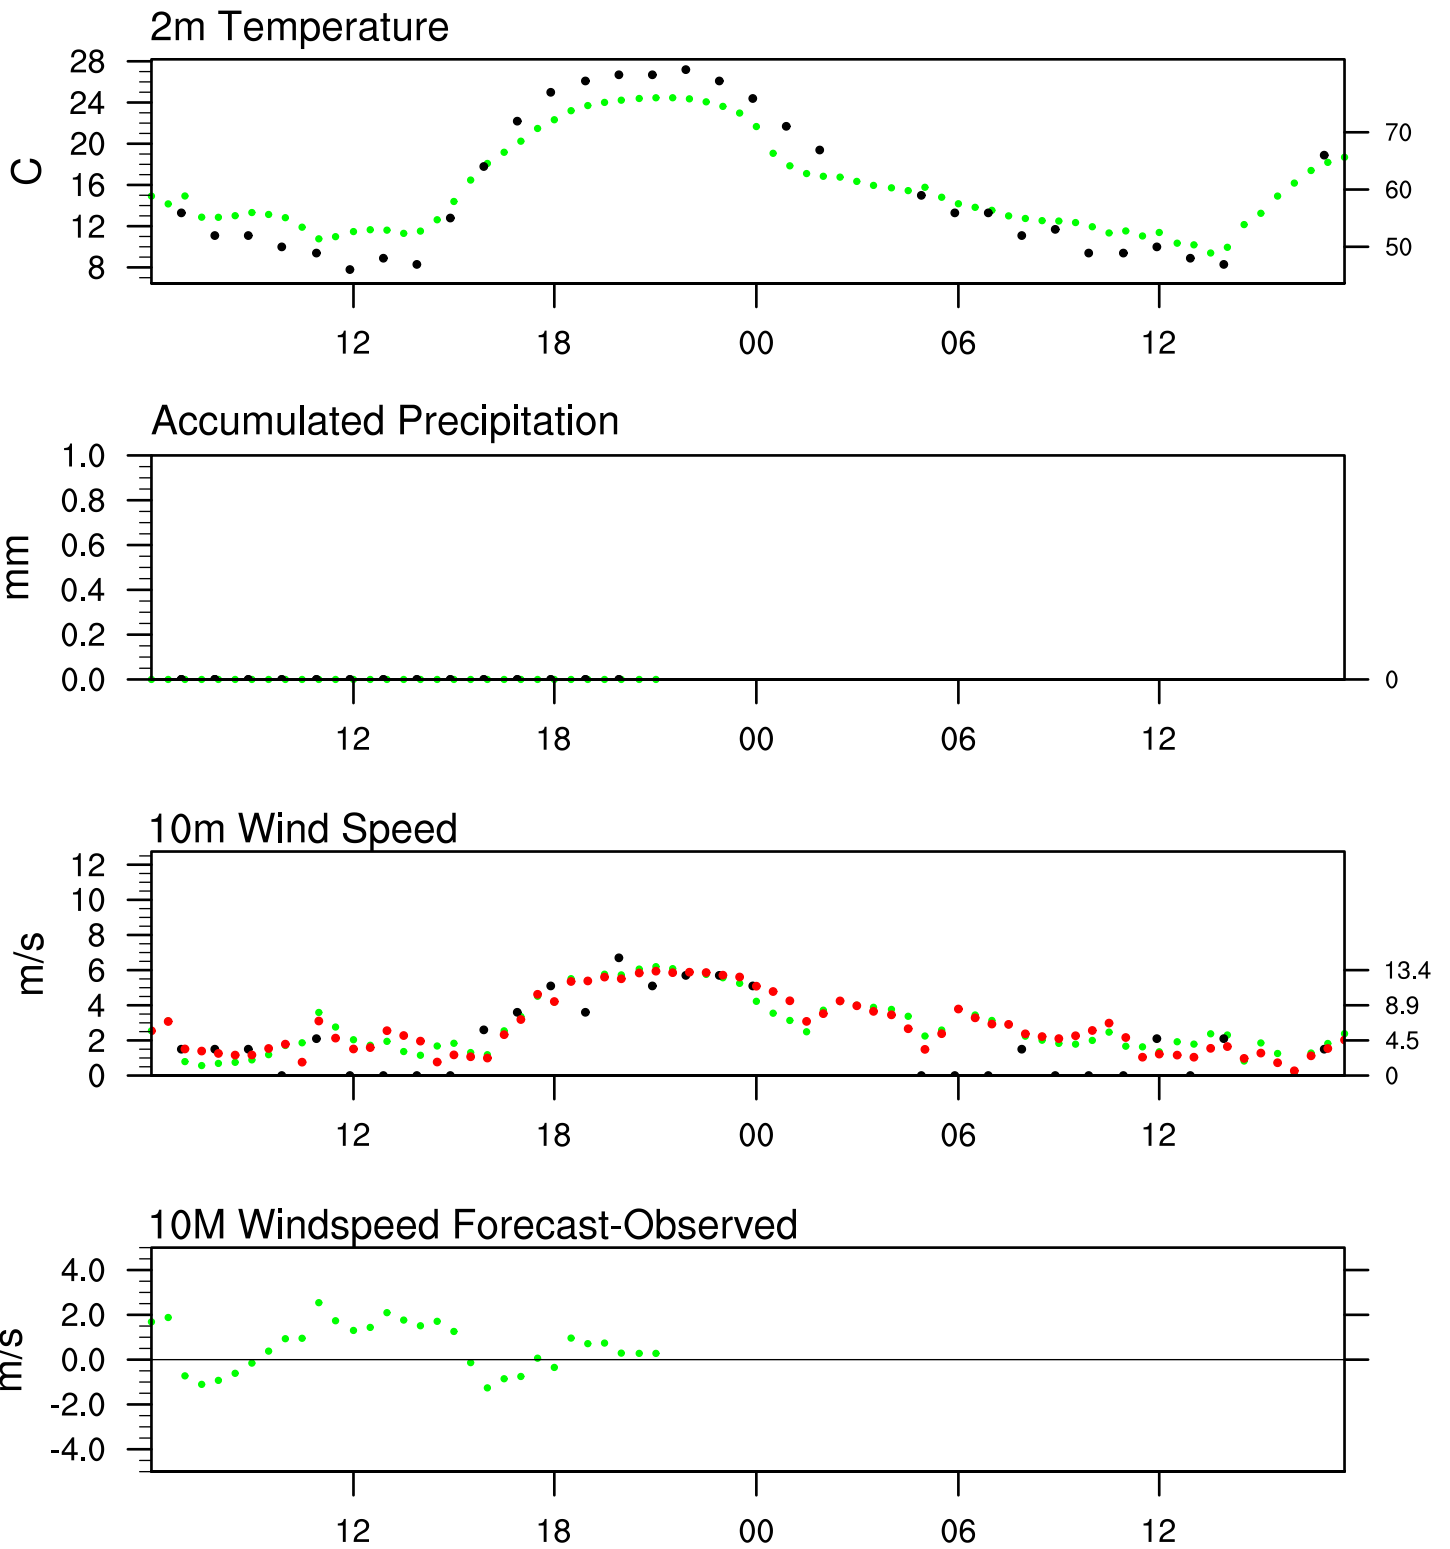 2m Temperature
28
24
20
16
12
8
C
70
60
50
12 18 00 06 12
Accumulated Precipitation
1.0
0.8
0.6
0.4
0.2
0.0
mm
0
12 18 00 06 12
10m Wind Speed
12
10
8
6
4
2
0
m/s
13.4
8.9
4.5
0
12 18 00 06 12
10M Windspeed Forecast-Observed
4.0
2.0
0.0
-2.0
-4.0
m/s
12 18 00 06 12